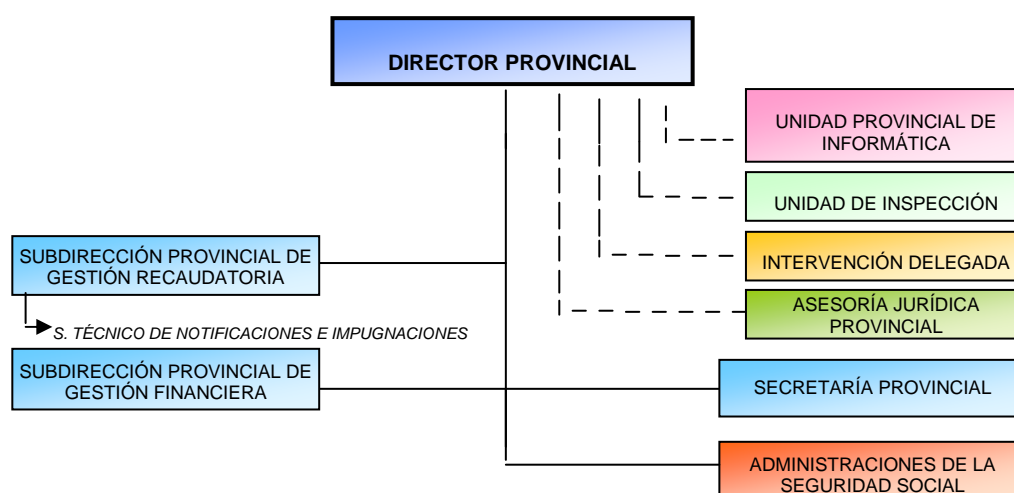 DIRECTOR PROVINCIAL
UNIDAD PROVINCIAL DE
INFORMÁTICA
UNIDAD DE INSPECCIÓN
SUBDIRECCIÓN PROVINCIAL DE
GESTIÓN RECAUDATORIA
INTERVENCIÓN DELEGADA
ASESORÍA JURÍDICA
PROVINCIAL
S. TÉCNICO DE NOTIFICACIONES E IMPUGNACIONES
SUBDIRECCIÓN PROVINCIAL DE
GESTIÓN FINANCIERA
SECRETARÍA PROVINCIAL
ADMINISTRACIONES DE LA
SEGURIDAD SOCIAL